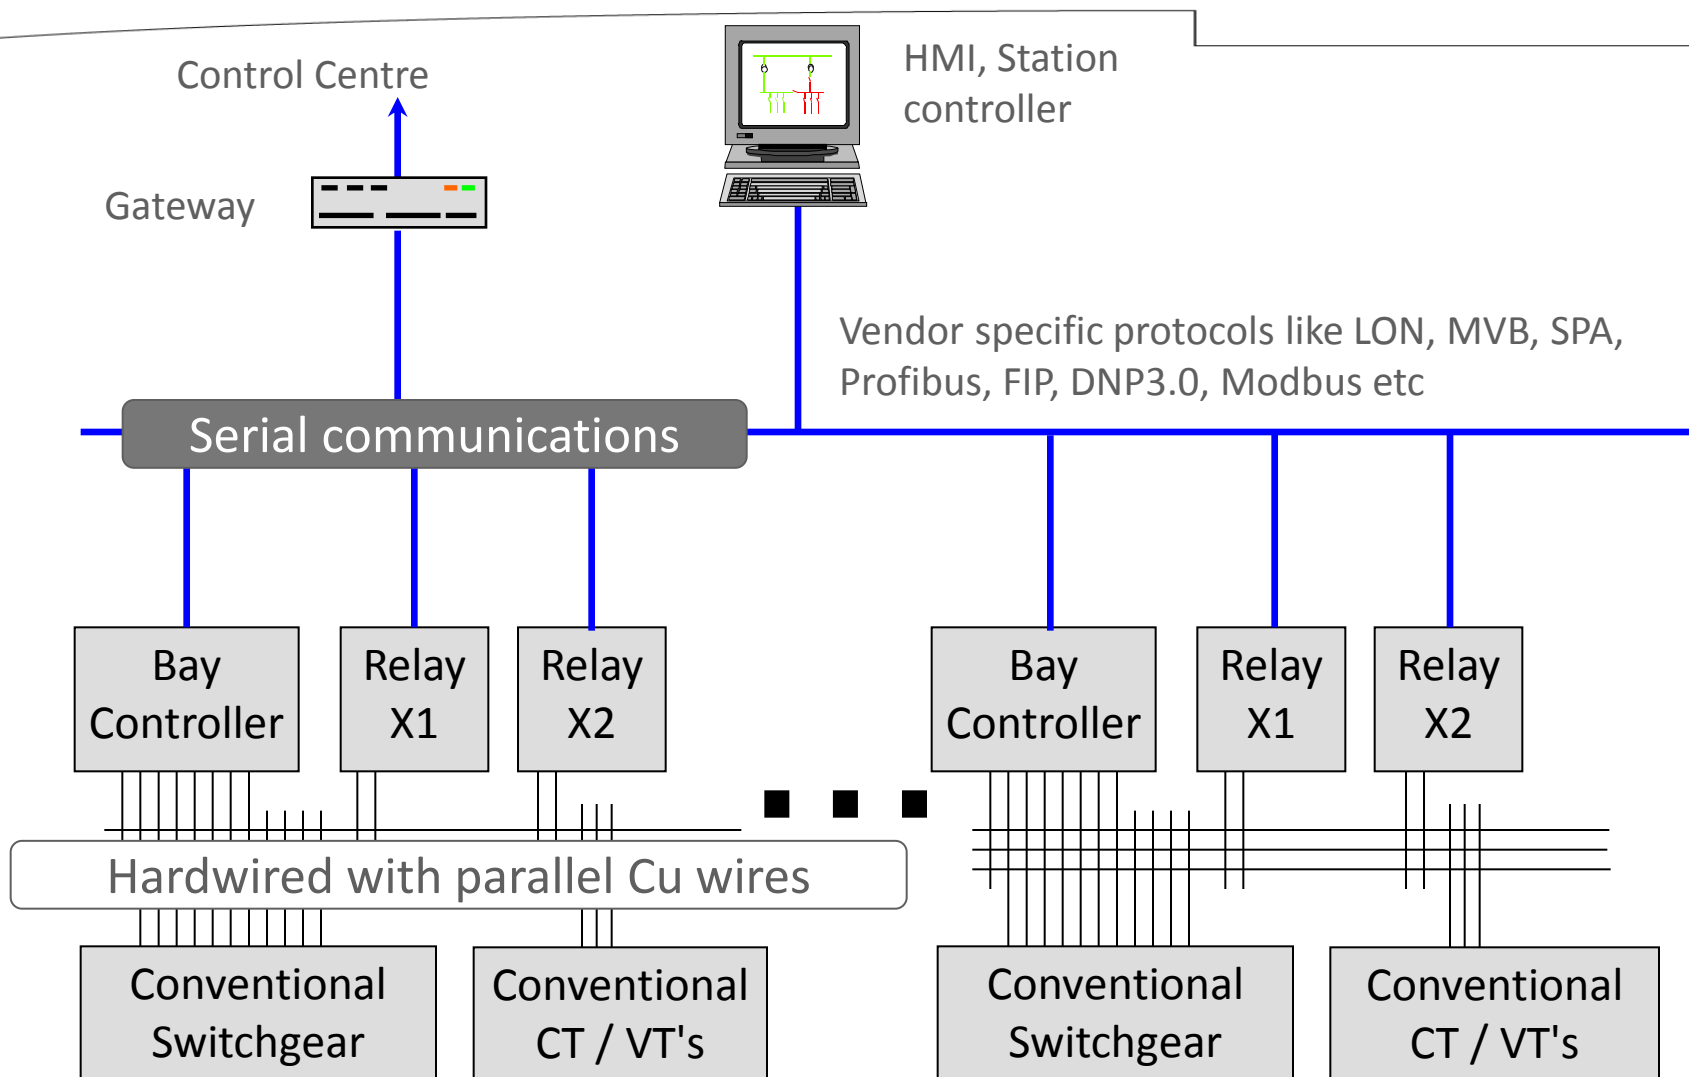 Control Centre
HMI, Station
controller
Gateway
Vendor specific protocols like LON, MVB, SPA,
Profibus, FIP, DNP3.0, Modbus etc
Serial communications
Bay
Controller
Relay
X1
Relay
X2
Bay
Controller
Relay
X1
Relay
X2
Hardwired with parallel Cu wires
Conventional
Switchgear
Conventional
CT / VT's
Conventional
Switchgear
Conventional
CT / VT's